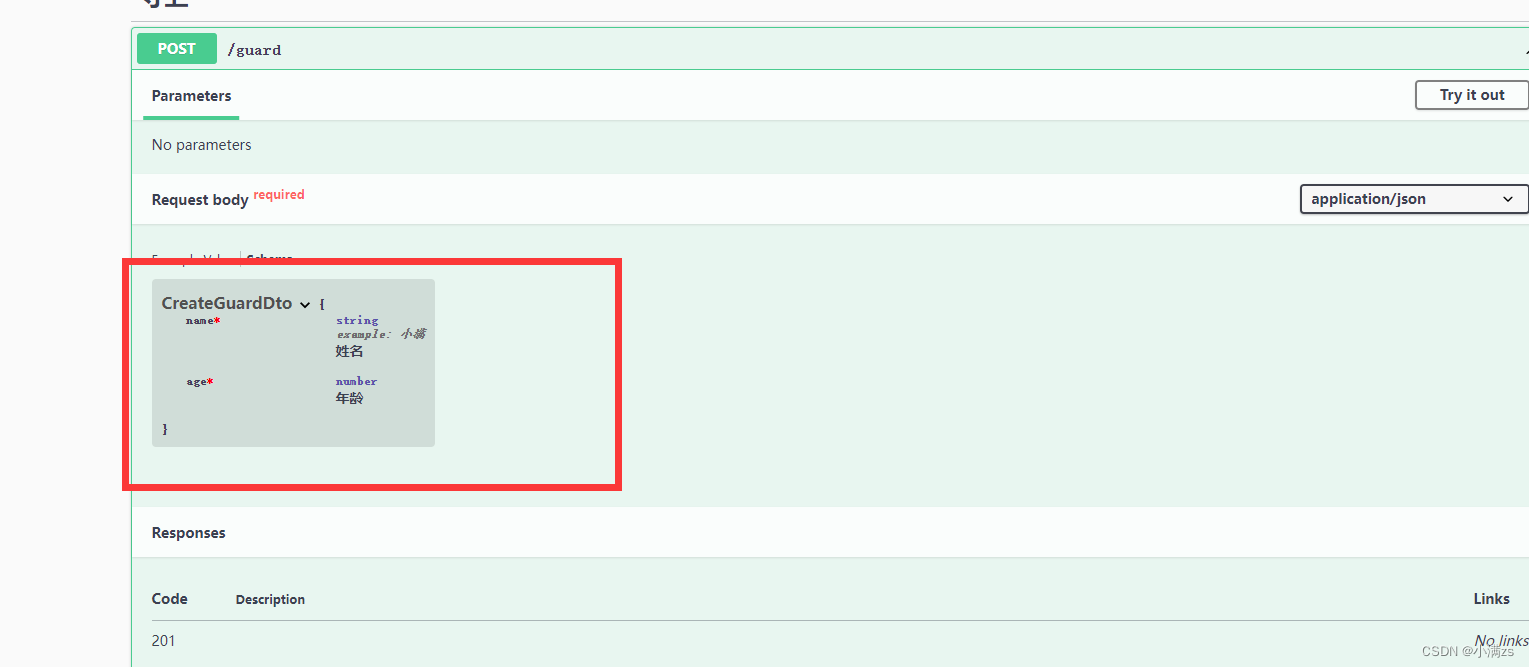 POST /guard
Parameters
Try it out
No parameters
Request body required
application/json
Schema
CreateGuardDto {
name* string
example: 小满
姓名
age* number
年龄
}
Responses
Code Description Links
201 No links
CSDN @小满zs